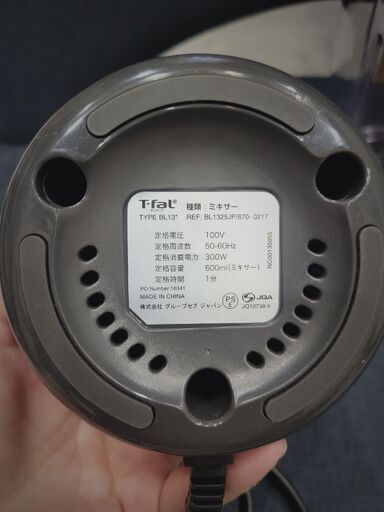 T-fal 種類：ミキサー
TYPE BL13* REF: BL1325JP/870- 0217
定格電圧 100V
定格周波数 50-60Hz
定格消費電力 300W
定格容量 600ml(ミキサー)
定格時間 1分
PO Number 16341
MADE IN CHINA
株式会社 グループセブ ジャパン
PS
E
JQA
JQ10738-4
NC00135955